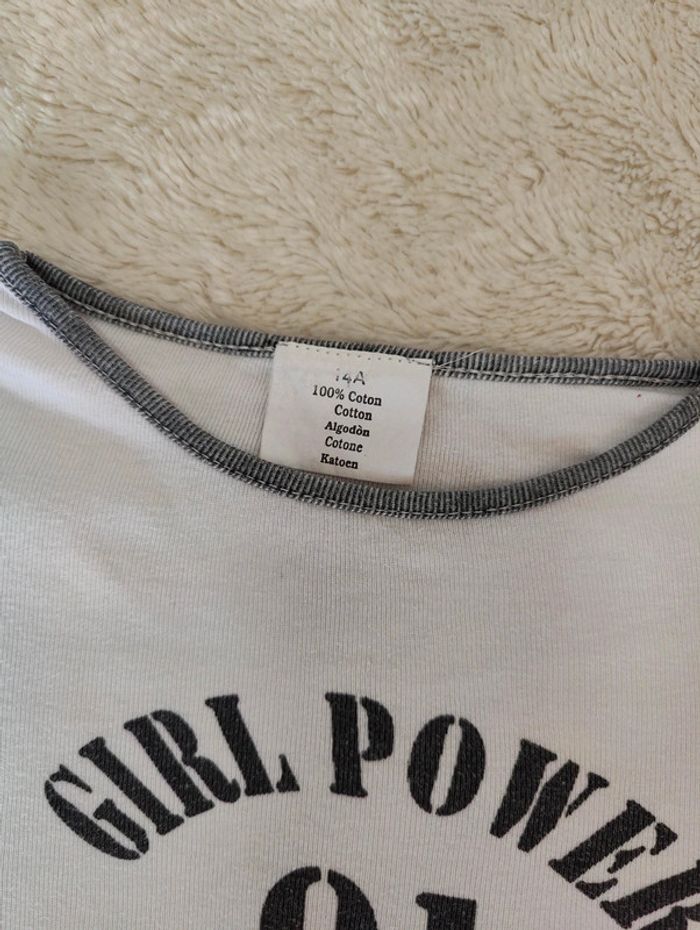 14A
100% Coton
Cotton
Algodòn
Cotone
Katoen
GIRL POWER